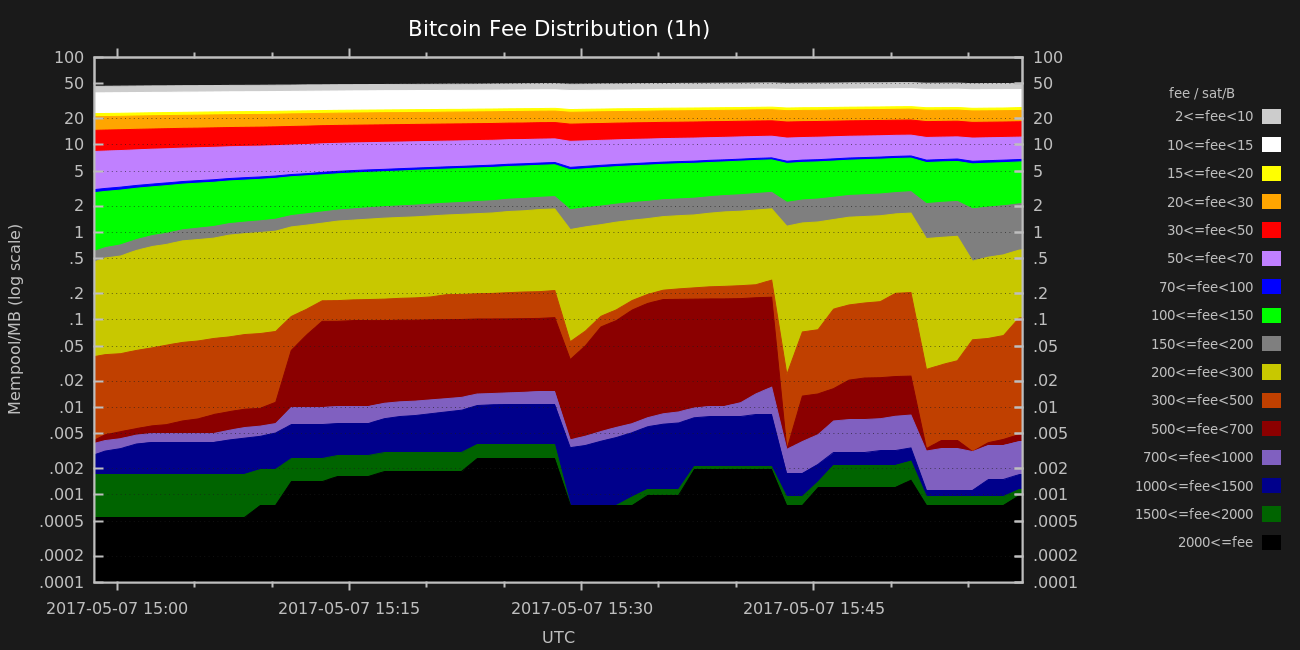 Bitcoin Fee Distribution (1h)
Mempool/MB (log scale)
100
50
20
10
5
2
1
.5
.2
.1
.05
.02
.01
.005
.002
.001
.0005
.0002
.0001
100
50
20
10
5
2
1
.5
.2
.1
.05
.02
.01
.005
.002
.001
.0005
.0002
.0001
2017-05-07 15:00 2017-05-07 15:15 2017-05-07 15:30 2017-05-07 15:45
UTC
fee / sat/B
2<=fee<10
10<=fee<15
15<=fee<20
20<=fee<30
30<=fee<50
50<=fee<70
70<=fee<100
100<=fee<150
150<=fee<200
200<=fee<300
300<=fee<500
500<=fee<700
700<=fee<1000
1000<=fee<1500
1500<=fee<2000
2000<=fee